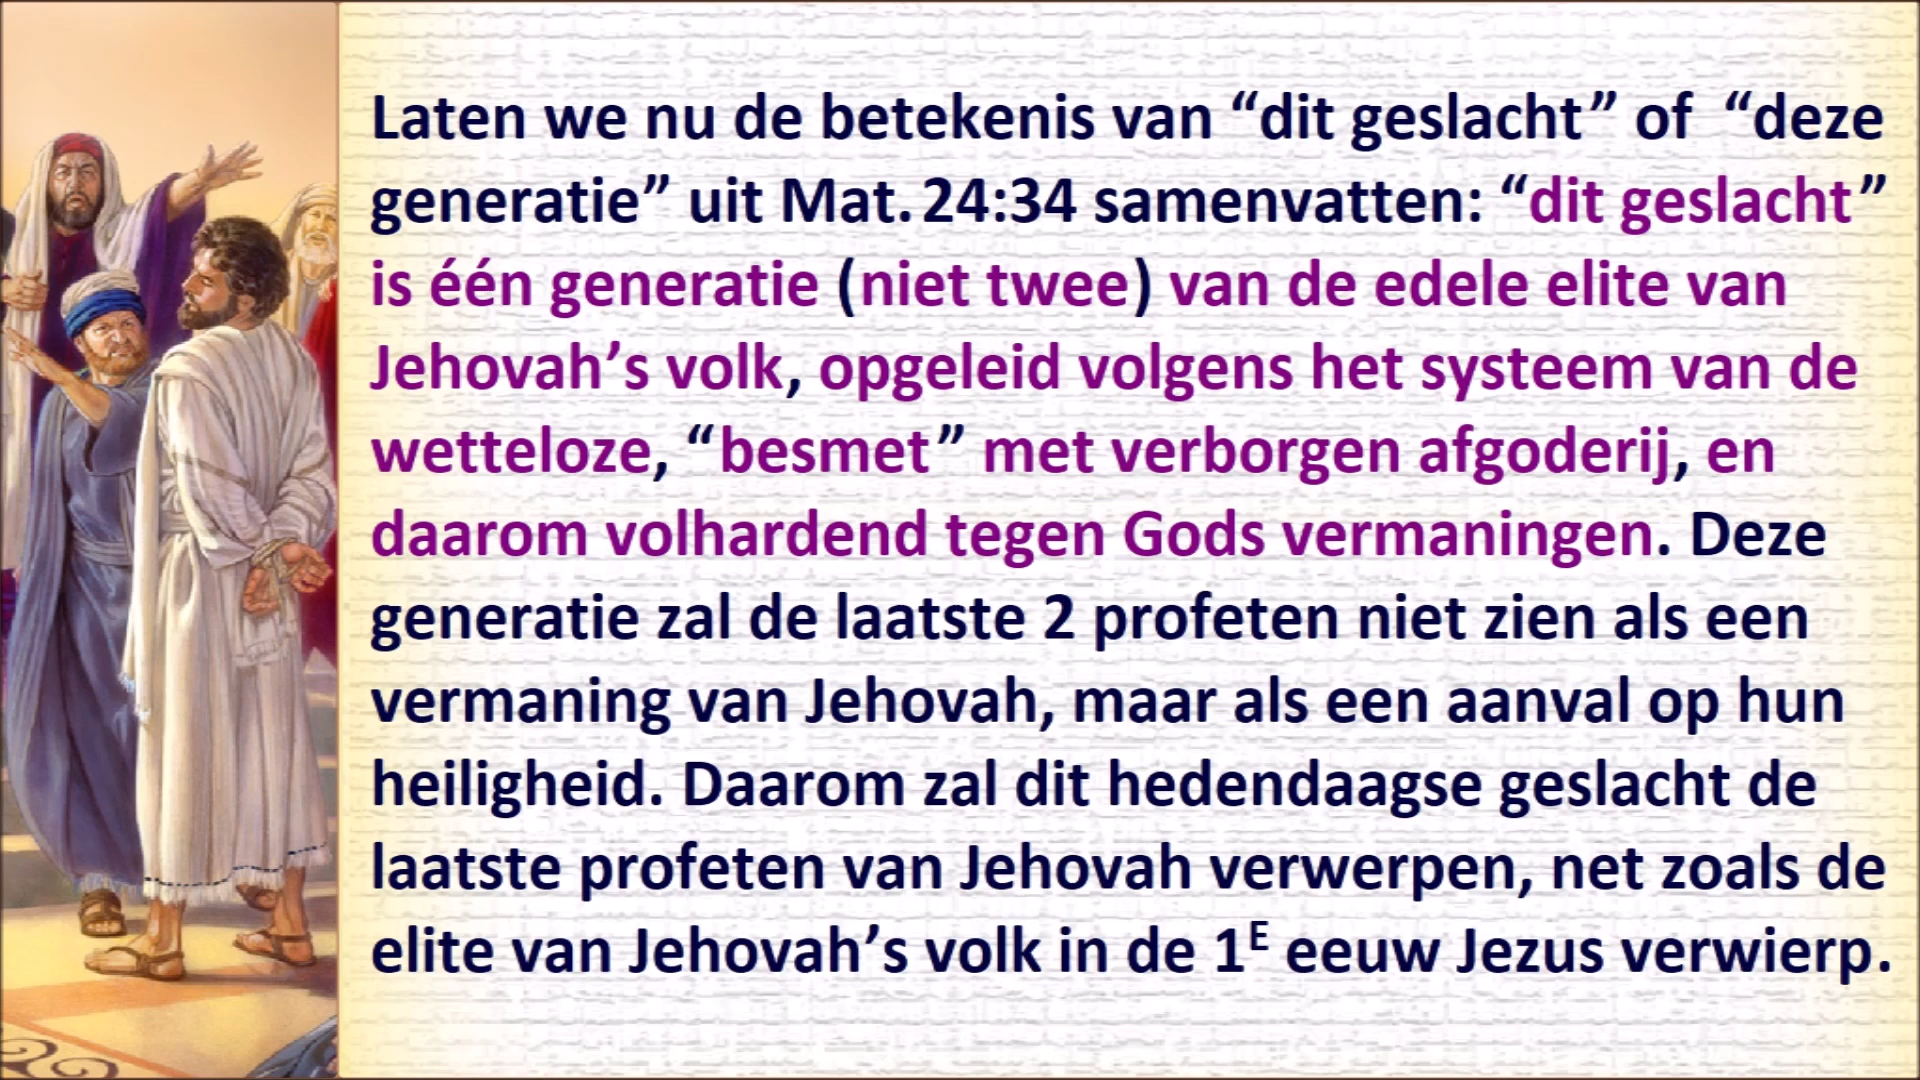 Laten we nu de betekenis van “dit geslacht” of “deze
generatie” uit Mat. 24:34 samenvatten: “dit geslacht”
is één generatie (niet twee) van de edele elite van
Jehovah’s volk, opgeleid volgens het systeem van de
wetteloze, “besmet” met verborgen afgoderij, en
daarom volhardend tegen Gods vermaningen. Deze
generatie zal de laatste 2 profeten niet zien als een
vermaning van Jehovah, maar als een aanval op hun
heiligheid. Daarom zal dit hedendaagse geslacht de
laatste profeten van Jehovah verwerpen, net zoals de
elite van Jehovah’s volk in de 1ᴱ eeuw Jezus verwierp.